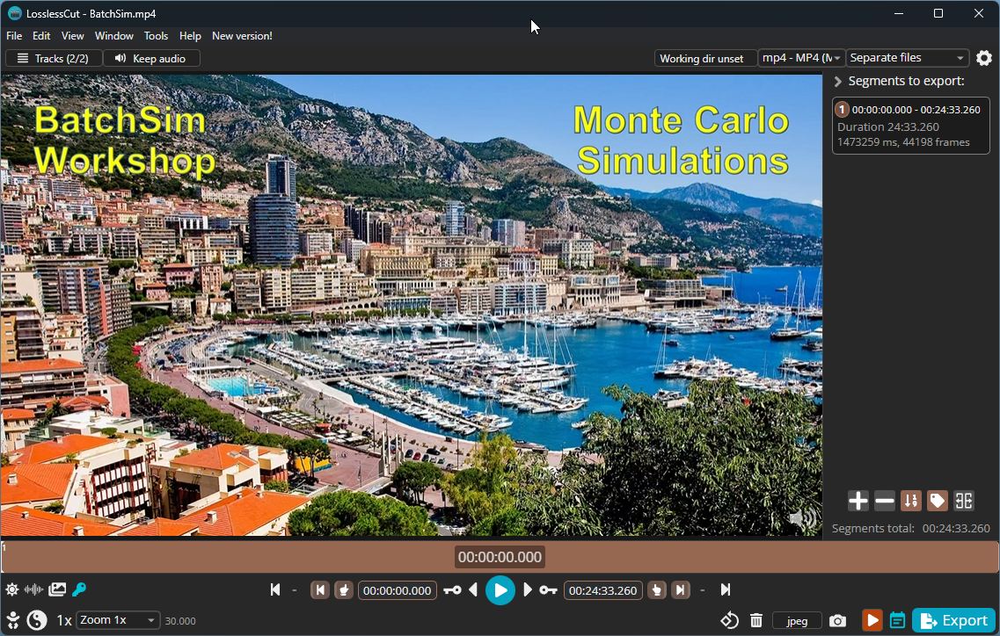 LosslessCut - BatchSim.mp4
File Edit View Window Tools Help New version!
Tracks (2/2) Keep audio Working dir unset mp4 - MP4 (M Separate files
Segments to export:
1 00:00:00.000 - 00:24:33.260
Duration 24:33.260
1473259 ms, 44198 frames
BatchSim
Workshop
Monte Carlo
Simulations
Segments total: 00:24:33.260
1
00:00:00.000
- 00:00:00.000 00:24:33.260 -
1x Zoom 1x 30.000 jpeg Export